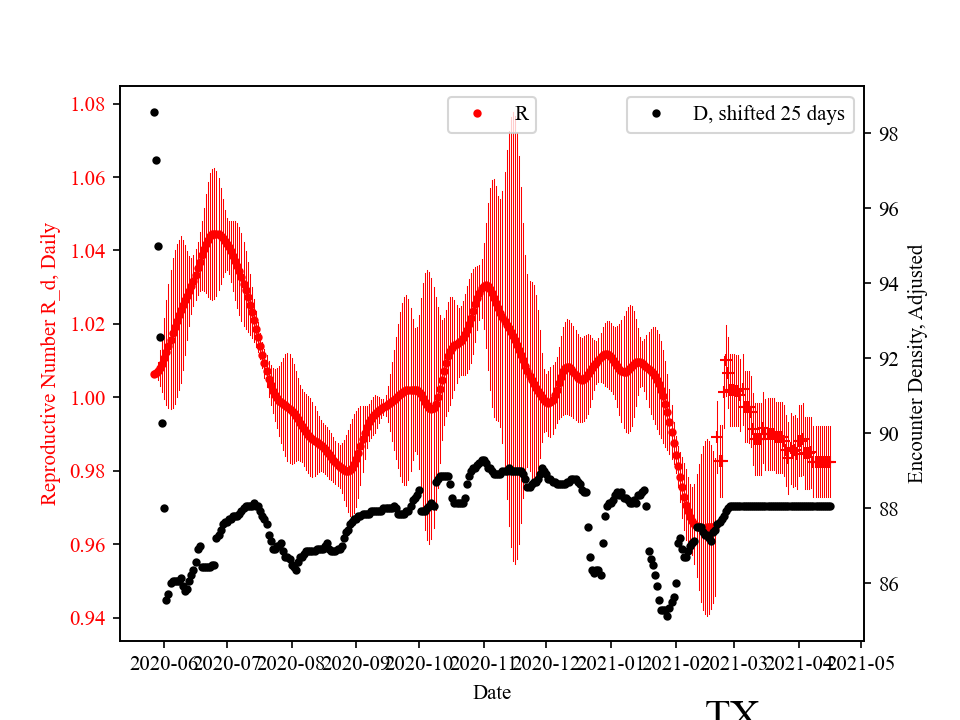 R
D, shifted 25 days
1.08
1.06
1.04
1.02
1.00
0.98
0.96
0.94
Reproductive Number R_d, Daily
98
96
94
92
90
88
86
Encounter Density, Adjusted
2020-06 2020-07 2020-08 2020-09 2020-10 2020-11 2020-12 2021-01 2021-02 2021-03 2021-04 2021-05
Date
TX